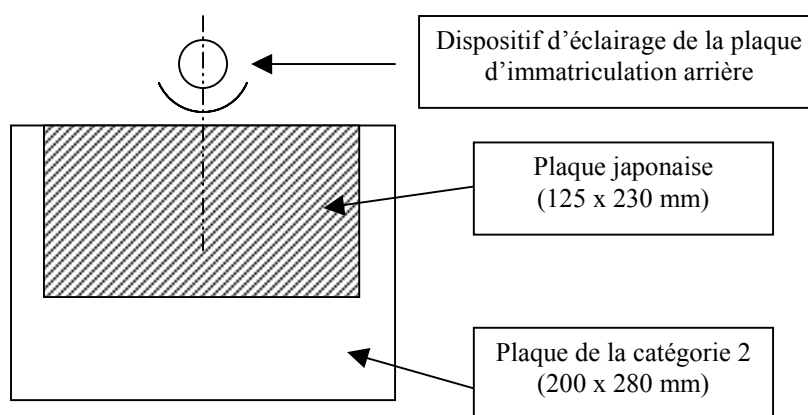 Dispositif d’éclairage de la plaque
d’immatriculation arrière
Plaque japonaise
(125 x 230 mm)
Plaque de la catégorie 2
(200 x 280 mm)